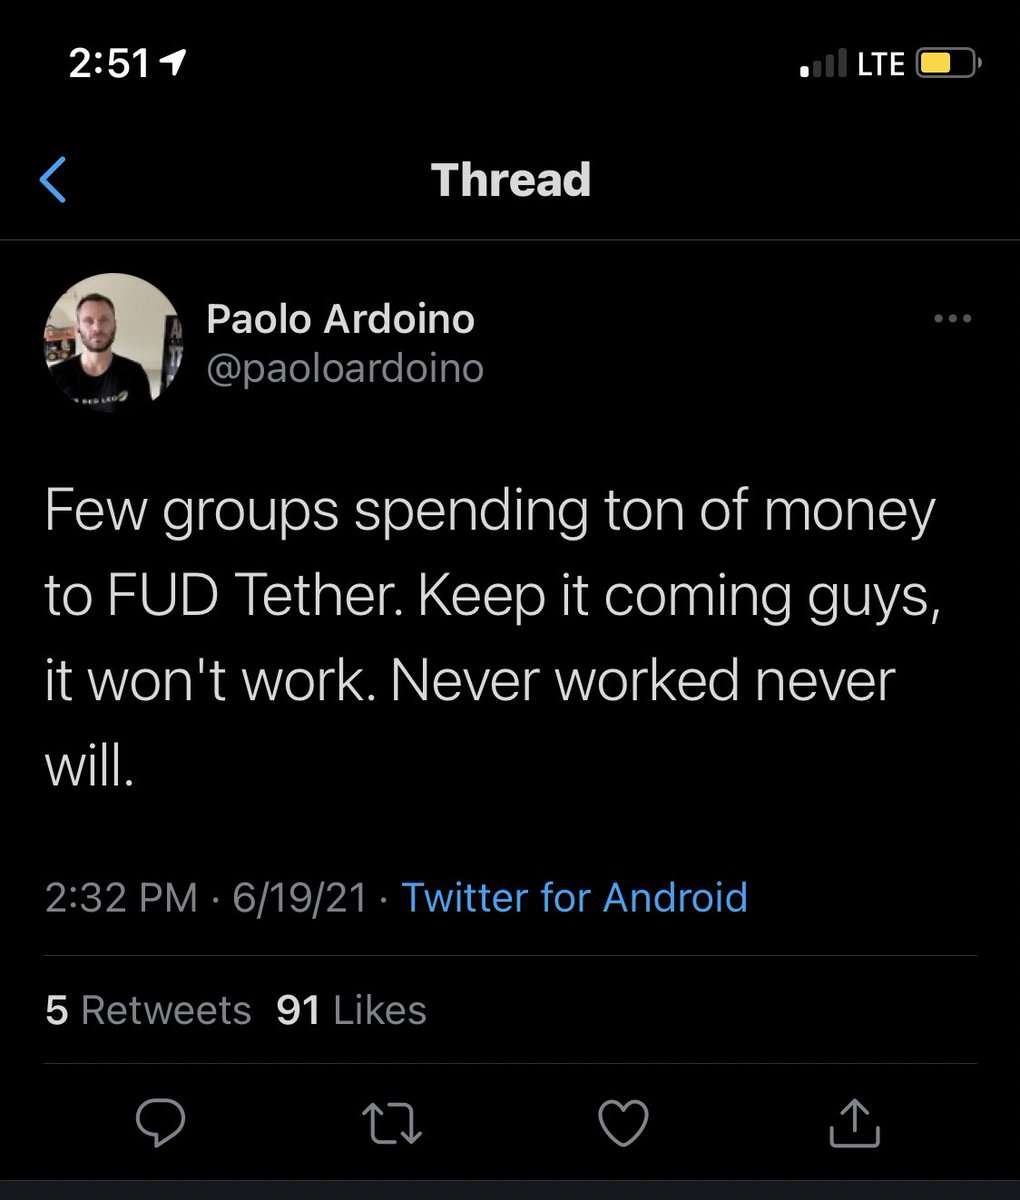 2:51 LTE
Thread
Paolo Ardoino
@paoloardoino
Few groups spending ton of money
to FUD Tether. Keep it coming guys,
it won't work. Never worked never
will.
2:32 PM · 6/19/21 · Twitter for Android
5 Retweets 91 Likes